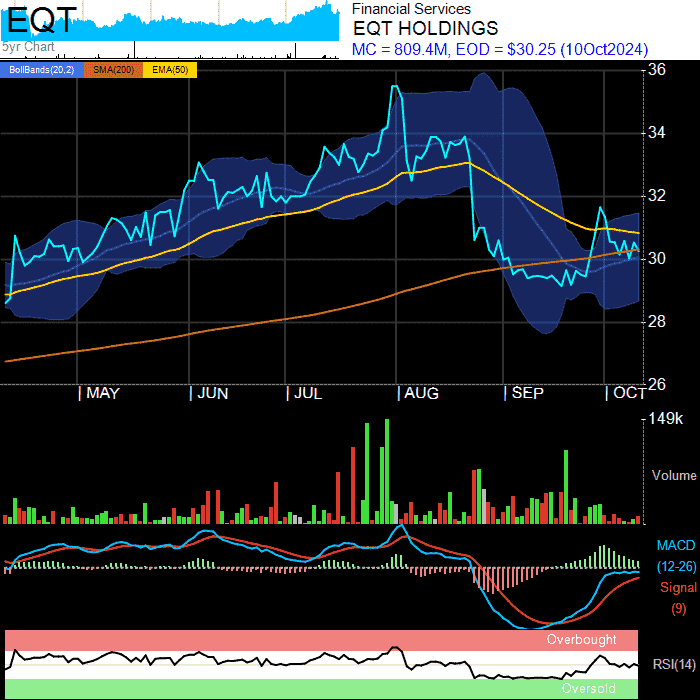 EQT
5yr Chart
Financial Services
EQT HOLDINGS
MC = 809.4M, EOD = $30.25 (10Oct2024)
BollBands(20,2) SMA(200) EMA(50)
36
34
32
30
28
26
| MAY | JUN | JUL | AUG | SEP | OCT
149k
Volume
MACD
(12-26)
Signal
(9)
Overbought
RSI(14)
Oversold